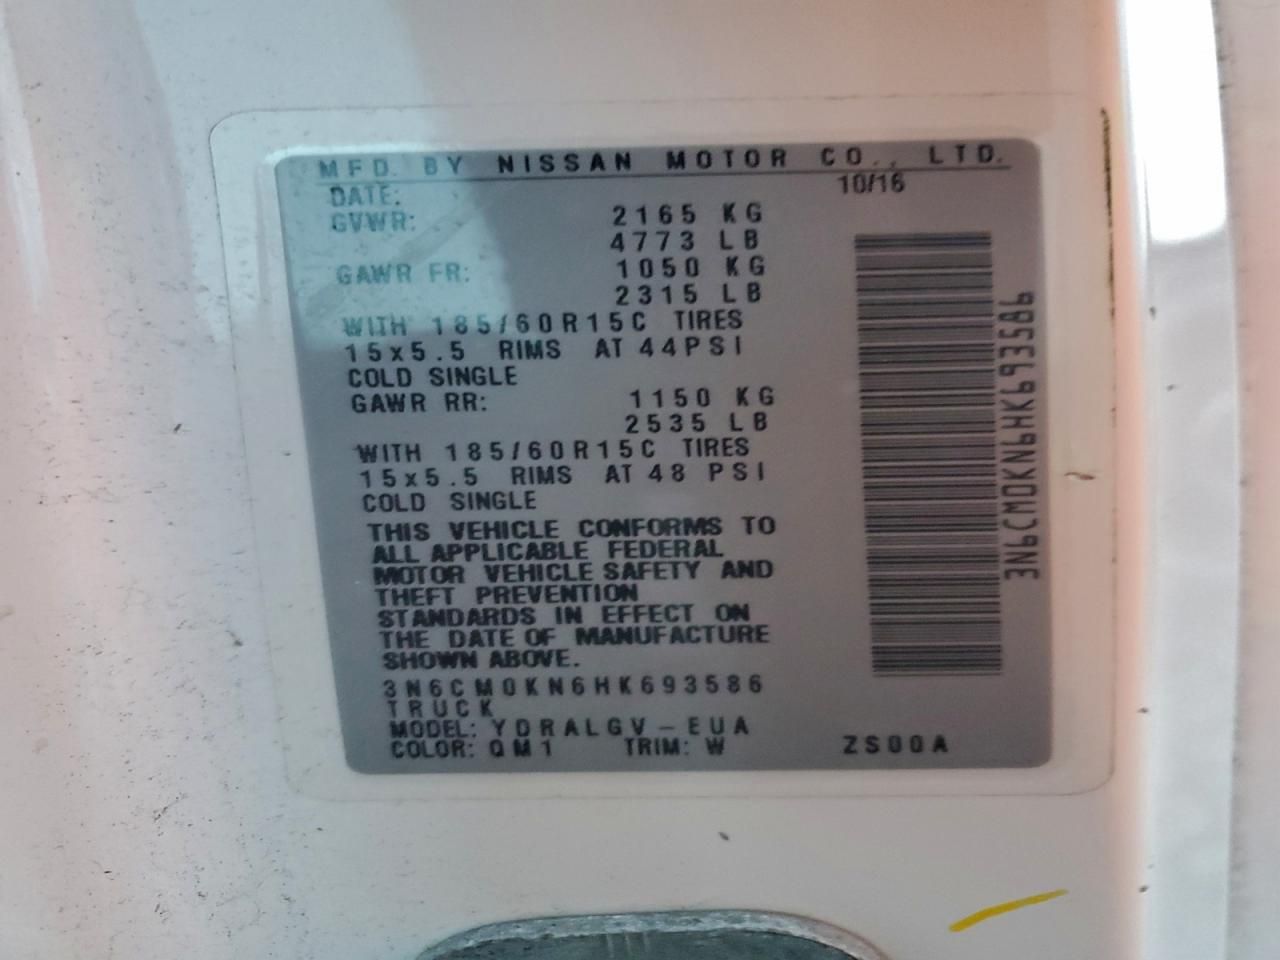 MFD. BY NISSAN MOTOR CO., LTD.
DATE: 10/16
GVWR: 2165 KG
4773 LB
GAWR FR: 1050 KG
2315 LB
WITH 185/60R15C TIRES
15x5.5 RIMS AT 44PSI
COLD SINGLE
GAWR RR: 1150 KG
2535 LB
WITH 185/60R15C TIRES
15x5.5 RIMS AT 48 PSI
COLD SINGLE
THIS VEHICLE CONFORMS TO
ALL APPLICABLE FEDERAL
MOTOR VEHICLE SAFETY AND
THEFT PREVENTION
STANDARDS IN EFFECT ON
THE DATE OF MANUFACTURE
SHOWN ABOVE.
3N6CM0KN6HK693586
TRUCK
MODEL: YDRALGV-EUA
COLOR: QM1 TRIM: W ZS00A
3N6CM0KN6HK693586